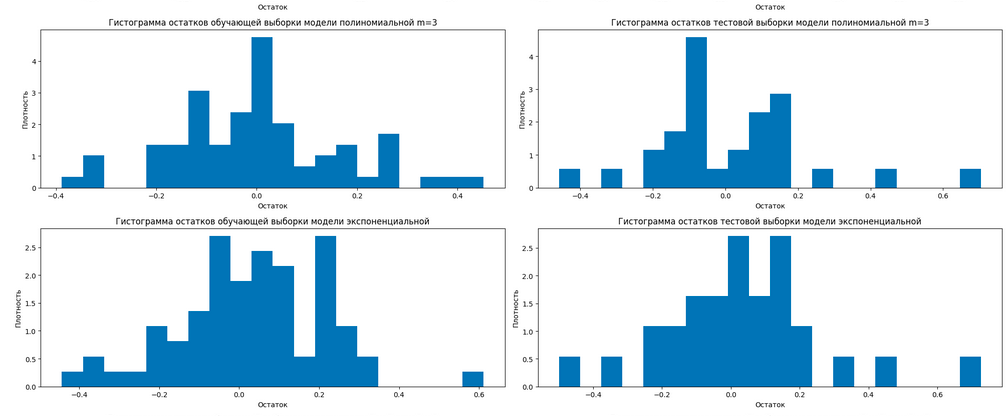 Остаток Остаток
Гистограмма остатков обучающей выборки модели полиномиальной m=3
Плотность
4
3
2
1
0
−0.4 −0.2 0.0 0.2 0.4
Остаток
Гистограмма остатков тестовой выборки модели полиномиальной m=3
Плотность
4
3
2
1
0
−0.4 −0.2 0.0 0.2 0.4 0.6
Остаток
Гистограмма остатков обучающей выборки модели экспоненциальной
Плотность
2.5
2.0
1.5
1.0
0.5
0.0
−0.4 −0.2 0.0 0.2 0.4 0.6
Остаток
Гистограмма остатков тестовой выборки модели экспоненциальной
Плотность
2.5
2.0
1.5
1.0
0.5
0.0
−0.4 −0.2 0.0 0.2 0.4 0.6
Остаток